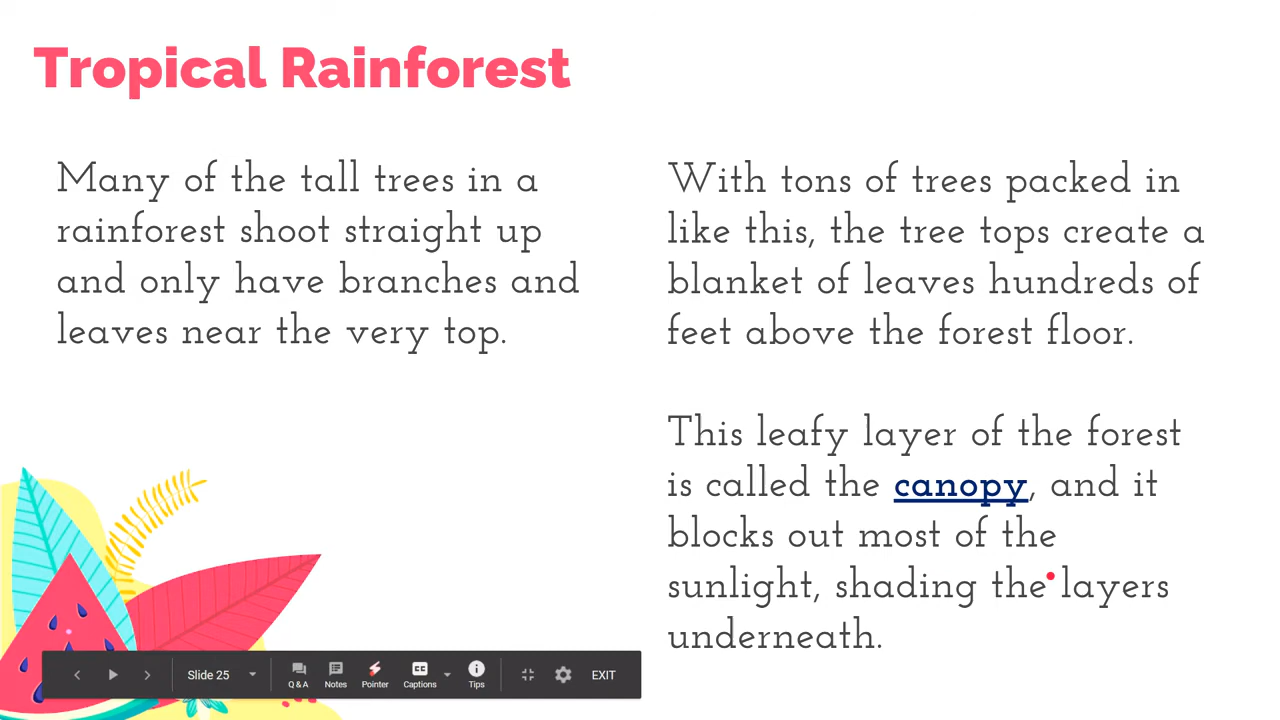 Tropical Rainforest
Many of the tall trees in a
rainforest shoot straight up
and only have branches and
leaves near the very top.
With tons of trees packed in
like this, the tree tops create a
blanket of leaves hundreds of
feet above the forest floor.
This leafy layer of the forest
is called the canopy, and it
blocks out most of the
sunlight, shading the layers
underneath.
Slide 25
Q & A
Notes
Pointer
CC
Captions
Tips
EXIT